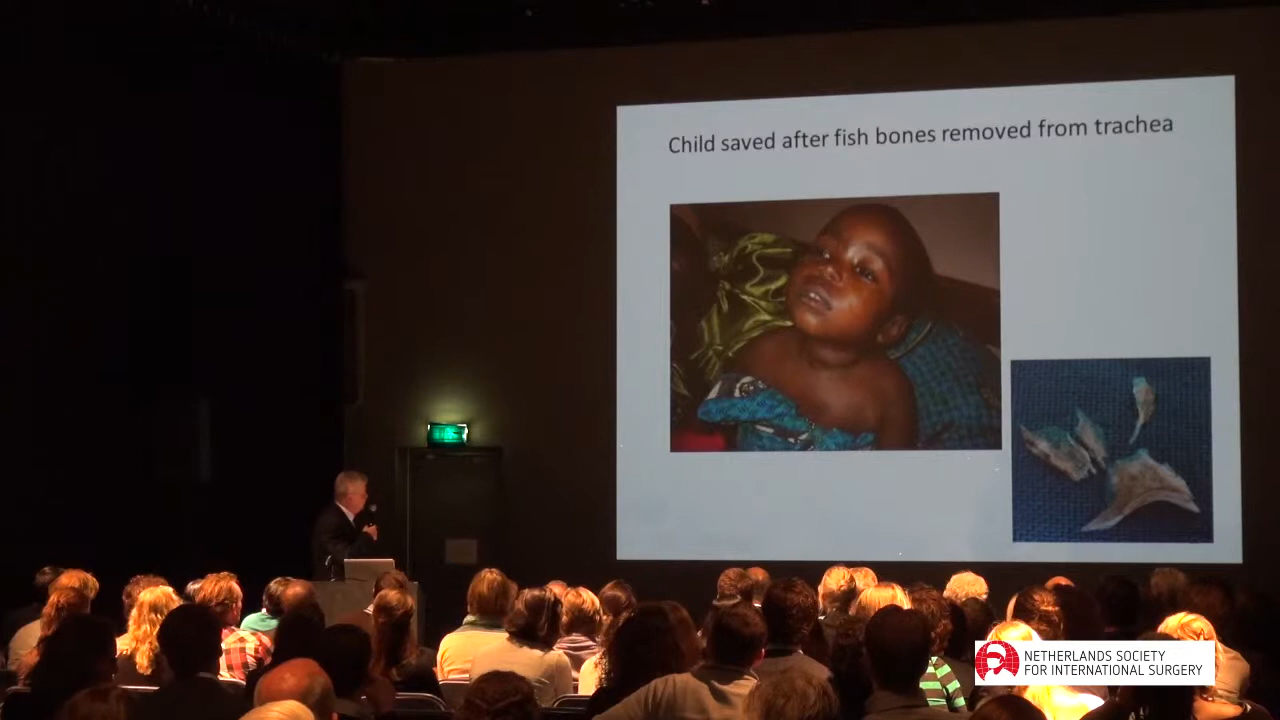 Child saved after fish bones removed from trachea
NETHERLANDS SOCIETY
FOR INTERNATIONAL SURGERY